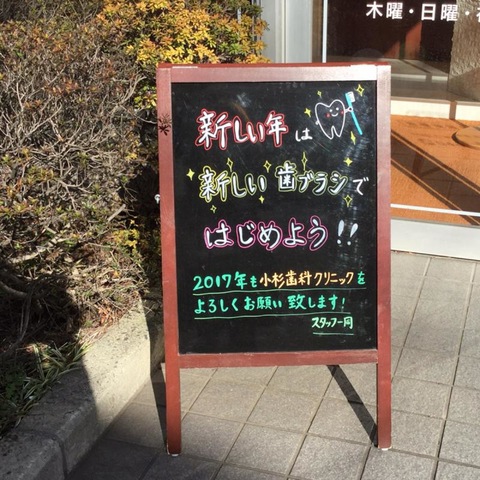 木曜・日曜・
新しい年は
新しい歯ブラシで
はじめよう!!
2017年も小杉歯科クリニックを
よろしくお願い致します!
スタッフ一同